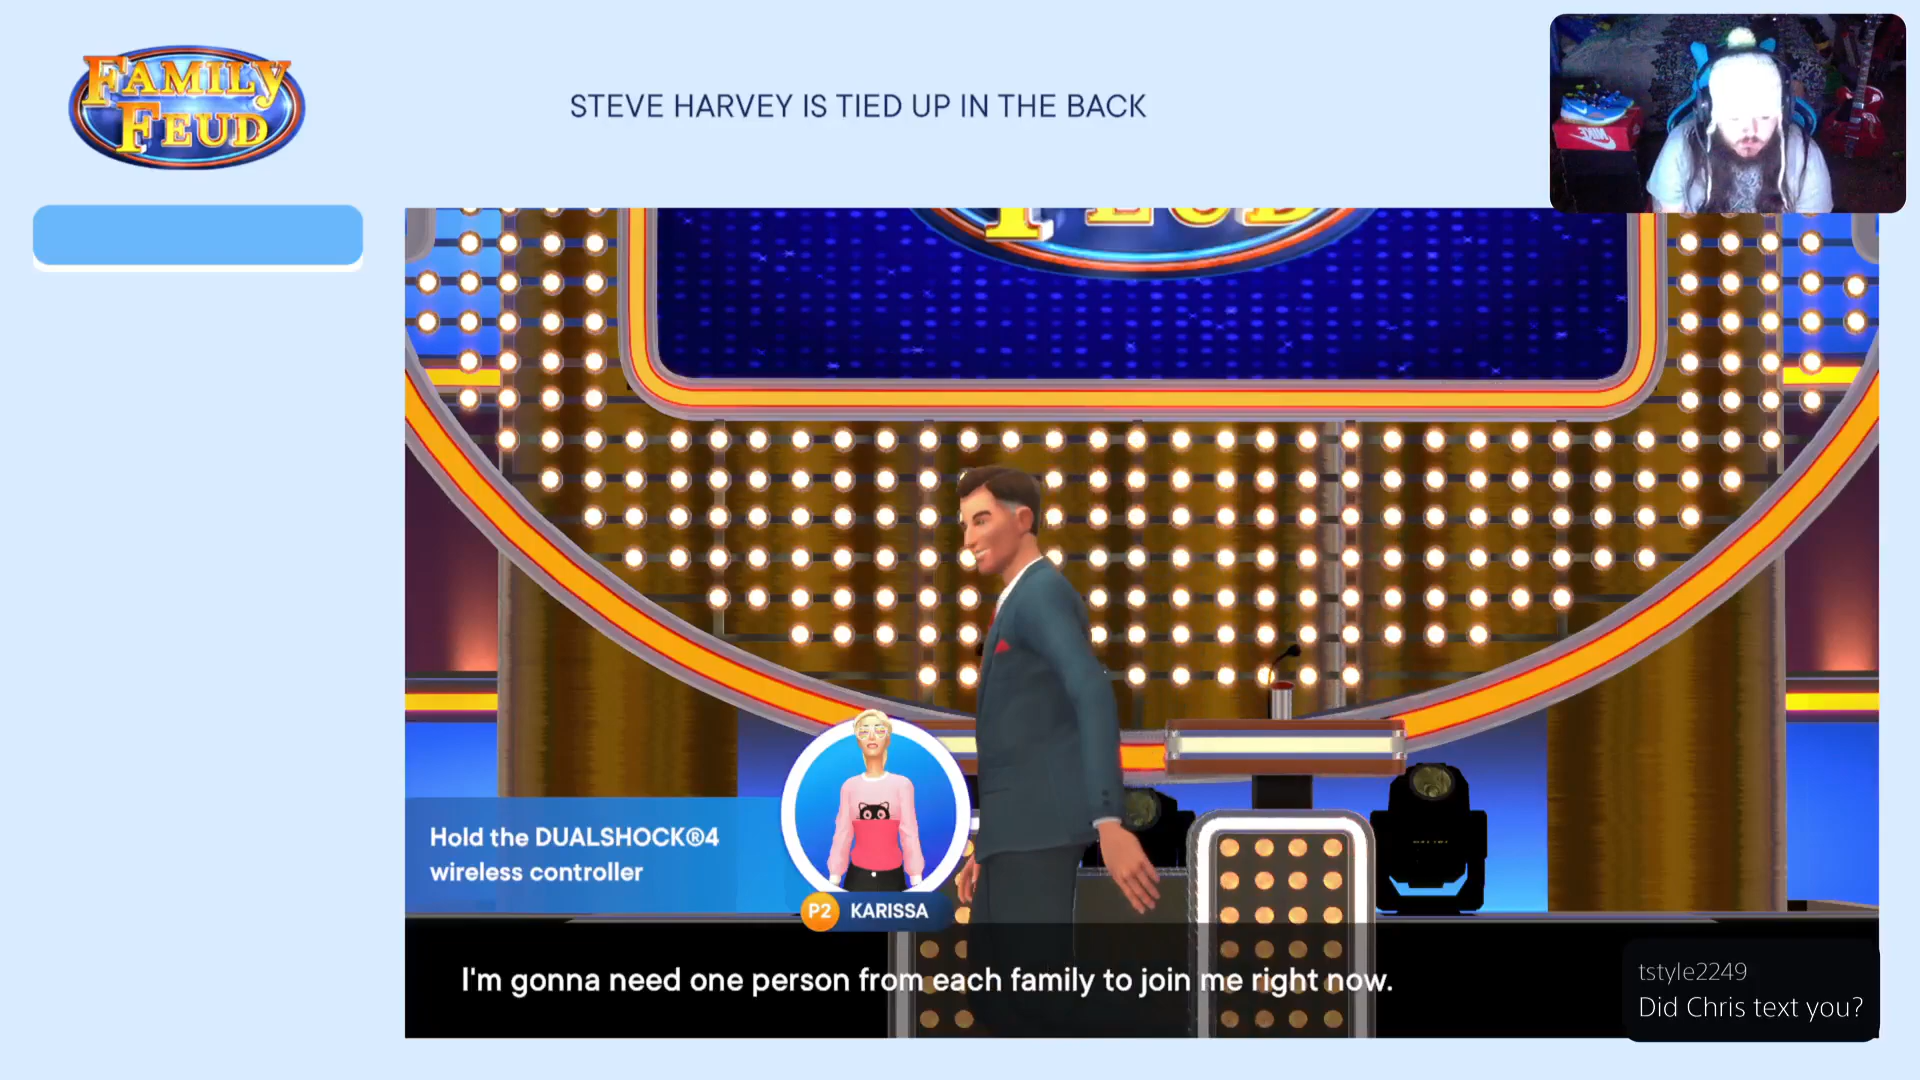 FAMILY
FEUD
STEVE HARVEY IS TIED UP IN THE BACK
FEUD
Hold the DUALSHOCK®4
wireless controller
P2 KARISSA
I'm gonna need one person from each family to join me right now.
tstyle2249
Did Chris text you?